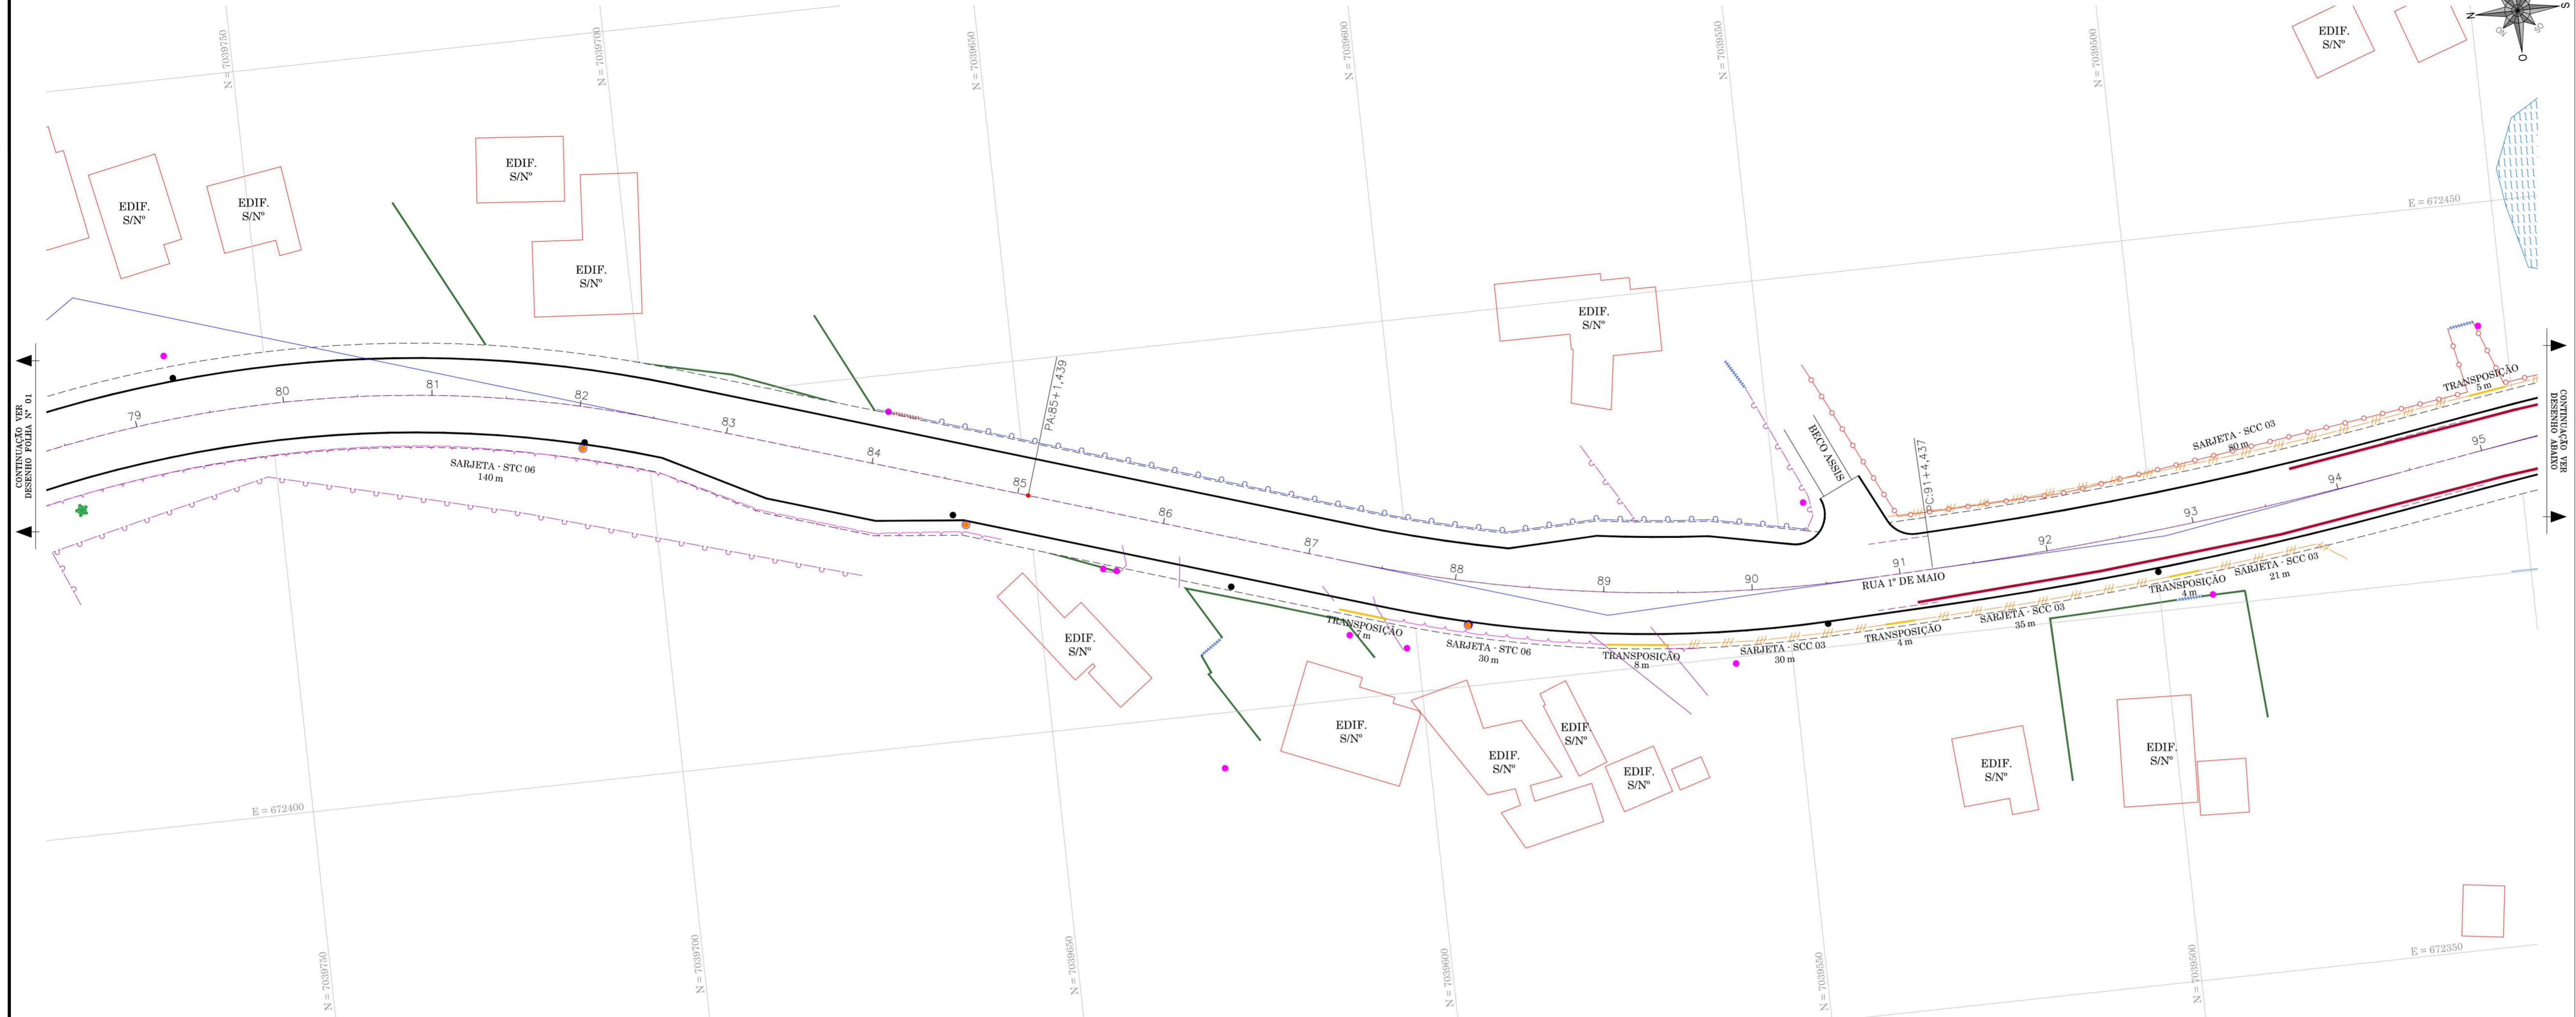 N = 7039750
N = 7039700
N = 7039650
N = 7039600
N = 7039550
N = 7039500
N
S
O
NO
SO
EDIF.
S/Nº
EDIF.
S/Nº
EDIF.
S/Nº
EDIF.
S/Nº
EDIF.
S/Nº
EDIF.
S/Nº
E = 672450
CONTINUAÇÃO VER
DESENHO FOLHA Nº 01
79
80
81
82
83
84
85
86
87
88
89
90
91
92
93
94
95
PA:85+1,439
PC:91+4,437
BECO ASSIS
RUA 1º DE MAIO
SARJETA - STC 06
140 m
SARJETA - SCC 03
80 m
TRANSPOSIÇÃO
5 m
CONTINUAÇÃO VER
DESENHO ABAIXO
TRANSPOSIÇÃO
7 m
SARJETA - STC 06
30 m
TRANSPOSIÇÃO
8 m
SARJETA - SCC 03
30 m
TRANSPOSIÇÃO
4 m
SARJETA - SCC 03
35 m
TRANSPOSIÇÃO
4 m
SARJETA - SCC 03
21 m
EDIF.
S/Nº
EDIF.
S/Nº
EDIF.
S/Nº
EDIF.
S/Nº
EDIF.
S/Nº
EDIF.
S/Nº
EDIF.
S/Nº
E = 672400
E = 672350
N = 7039750
N = 7039700
N = 7039650
N = 7039600
N = 7039550
N = 7039500